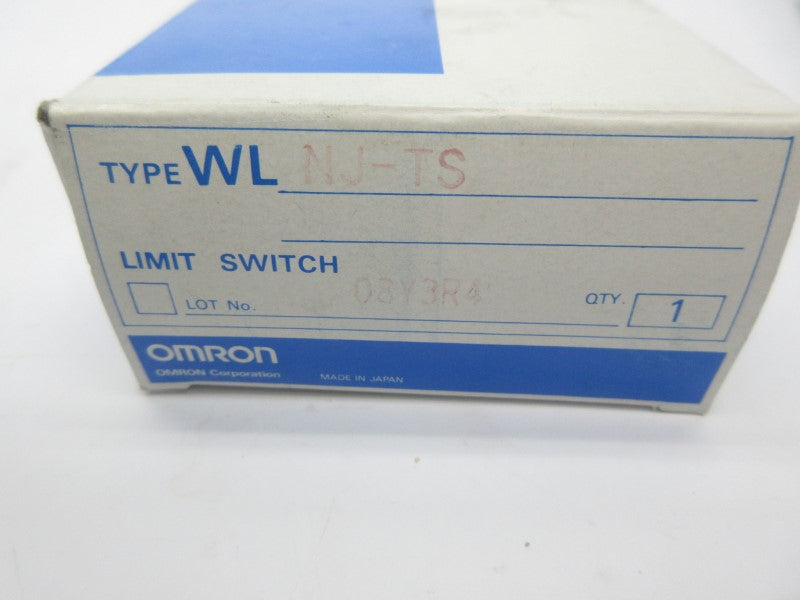 TYPE WL NJ-TS
LIMIT SWITCH
LOT No. 08Y3R4
QTY. 1
OMRON
OMRON Corporation MADE IN JAPAN